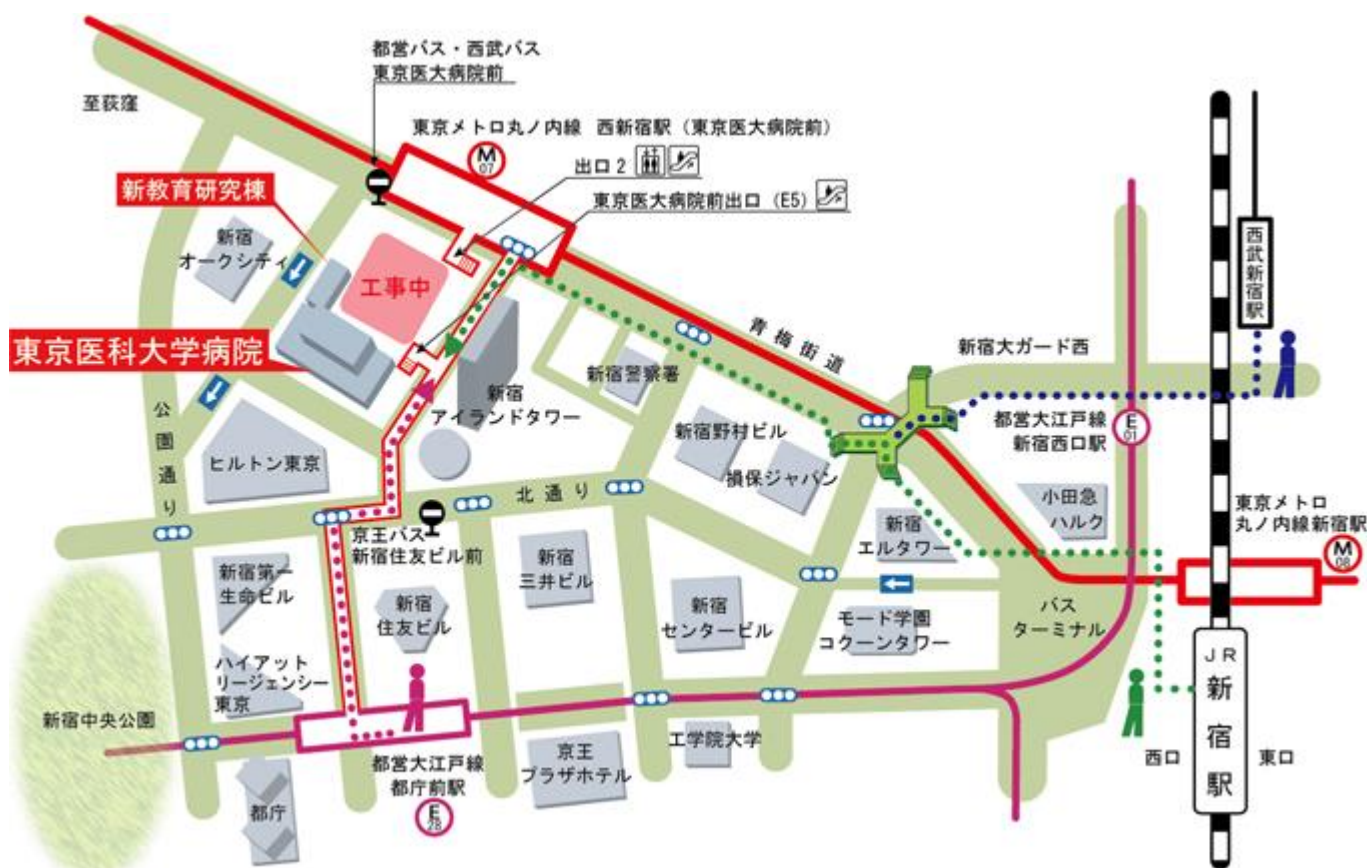 都営バス・西武バス
東京医大病院前
至荻窪
東京メトロ丸ノ内線 西新宿駅（東京医大病院前）
M
07
出口2
東京医大病院前出口（E5）
新教育研究棟
新宿
オークシティ
工事中
東京医科大学病院
新宿
アイランドタワー
新宿警察署
青梅街道
新宿大ガード西
西武新宿駅
公園通り
ヒルトン東京
新宿野村ビル
損保ジャパン
都営大江戸線
新宿西口駅
E
01
小田急
ハルク
東京メトロ
丸ノ内線新宿駅
M
08
北通り
京王バス
新宿住友ビル前
新宿
エルタワー
新宿第一
生命ビル
新宿
住友ビル
新宿
三井ビル
新宿
センタービル
モード学園
コクーンタワー
バス
ターミナル
ハイアット
リージェンシー
東京
新宿中央公園
都営大江戸線
都庁前駅
E
28
都庁
京王
プラザホテル
工学院大学
西口
JR
新宿駅
東口